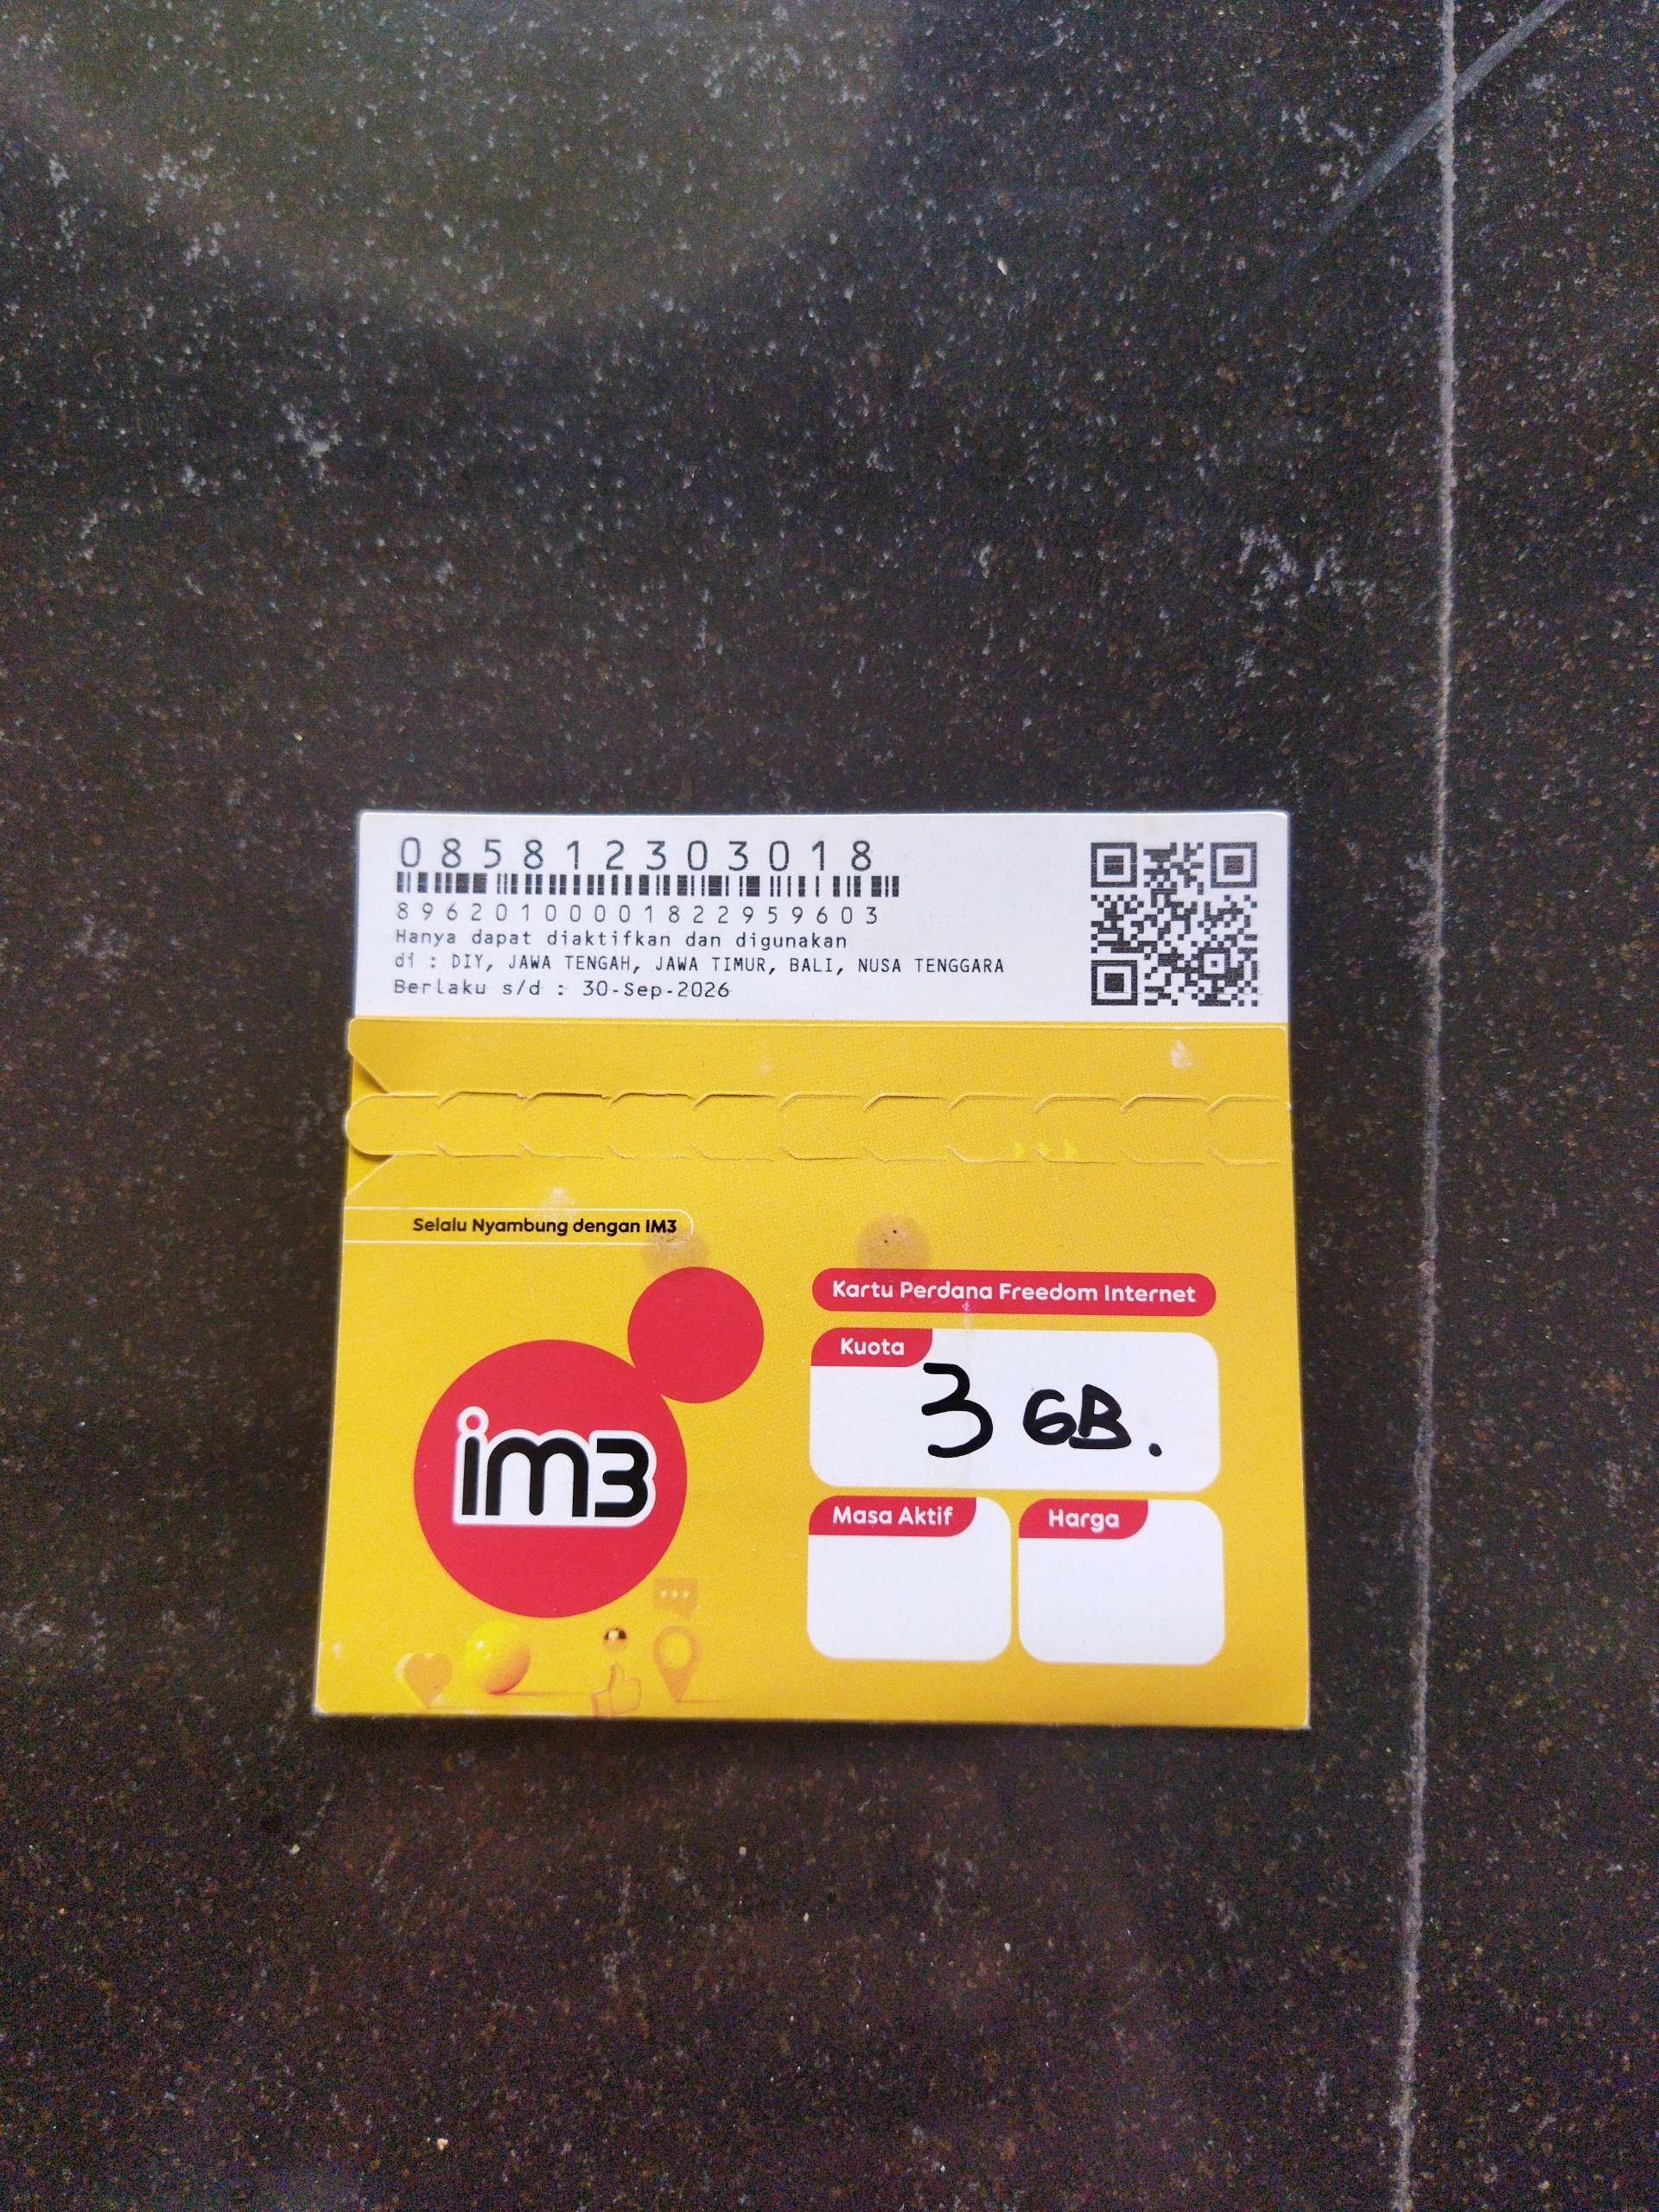 085812303018
89620100001822959603
Hanya dapat diaktifkan dan digunakan
di : DIY, JAWA TENGAH, JAWA TIMUR, BALI, NUSA TENGGARA
Berlaku s/d : 30-Sep-2026
Selalu Nyambung dengan IM3
im3
Kartu Perdana Freedom Internet
Kuota
3 GB.
Masa Aktif
Harga